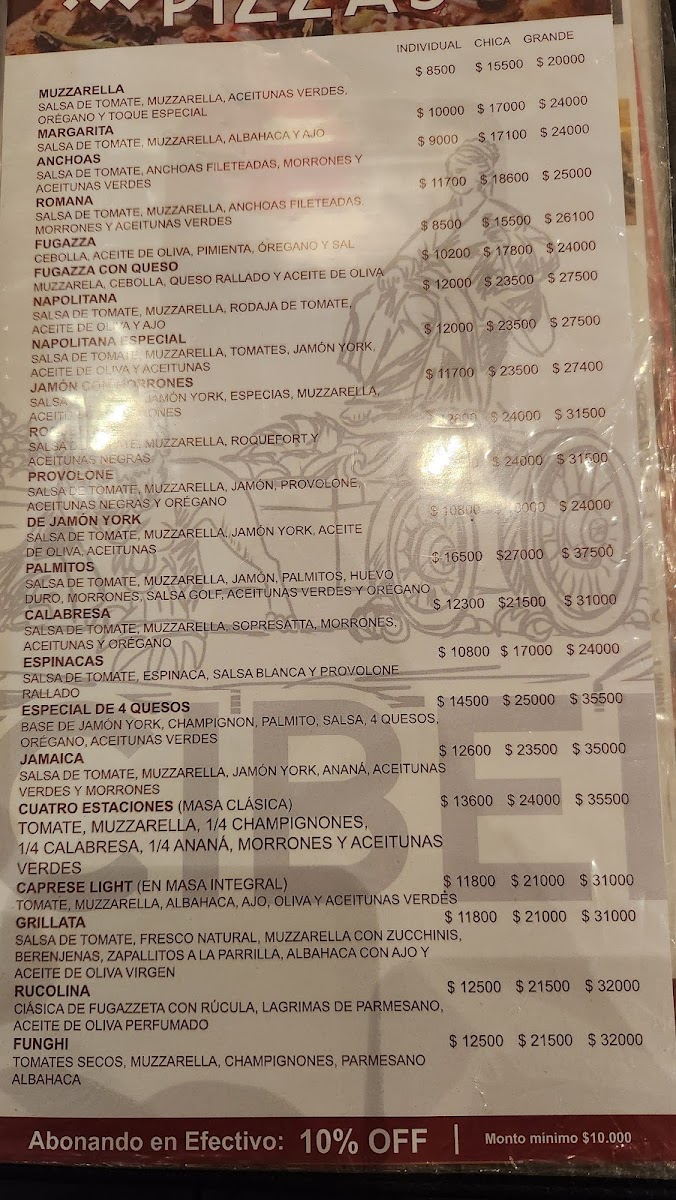 PIZZAS
INDIVIDUAL CHICA GRANDE
MUZZARELLA $ 8500 $ 15500 $ 20000
SALSA DE TOMATE, MUZZARELLA, ACEITUNAS VERDES,
ORÉGANO Y TOQUE ESPECIAL
MARGARITA $ 10000 $ 17000 $ 24000
SALSA DE TOMATE, MUZZARELLA, ALBAHACA Y AJO
ANCHOAS $ 9000 $ 17100 $ 24000
SALSA DE TOMATE, ANCHOAS FILETEADAS, MORRONES Y
ACEITUNAS VERDES
ROMANA $ 11700 $ 18600 $ 25000
SALSA DE TOMATE, MUZZARELLA, ANCHOAS FILETEADAS,
MORRONES Y ACEITUNAS VERDES
FUGAZZA $ 8500 $ 15500 $ 26100
CEBOLLA, ACEITE DE OLIVA, PIMIENTA, ÓREGANO Y SAL
FUGAZZA CON QUESO $ 10200 $ 17800 $ 24000
MUZZARELA, CEBOLLA, QUESO RALLADO Y ACEITE DE OLIVA
NAPOLITANA $ 12000 $ 23500 $ 27500
SALSA DE TOMATE, MUZZARELLA, RODAJA DE TOMATE,
ACEITE DE OLIVA Y AJO
NAPOLITANA ESPECIAL $ 12000 $ 23500 $ 27500
SALSA DE TOMATE, MUZZARELLA, TOMATES, JAMÓN YORK,
ACEITE DE OLIVA Y ACEITUNAS
JAMÓN CON MORRONES $ 11700 $ 23500 $ 27400
SALSA JAMÓN YORK, ESPECIAS, MUZZARELLA,
$ 24000 $ 31500
SALSA DE TOMATE, MUZZARELLA, ROQUEFORT Y
ACEITUNAS NEGRAS
PROVOLONE $ 24000 $ 31500
SALSA DE TOMATE, MUZZARELLA, JAMÓN, PROVOLONE,
ACEITUNAS NEGRAS Y ORÉGANO
DE JAMÓN YORK $ 10800 $ 24000
SALSA DE TOMATE, MUZZARELLA, JAMÓN YORK, ACEITE
DE OLIVA, ACEITUNAS
PALMITOS $ 16500 $27000 $ 37500
SALSA DE TOMATE, MUZZARELLA, JAMÓN, PALMITOS, HUEVO
DURO, MORRONES, SALSA GOLF, ACEITUNAS VERDES Y ORÉGANO
CALABRESA $ 12300 $21500 $ 31000
SALSA DE TOMATE, MUZZARELLA, SOPRESATTA, MORRONES,
ACEITUNAS Y ORÉGANO
ESPINACAS $ 10800 $ 17000 $ 24000
SALSA DE TOMATE, ESPINACA, SALSA BLANCA Y PROVOLONE
RALLADO
ESPECIAL DE 4 QUESOS $ 14500 $ 25000 $ 35500
BASE DE JAMÓN YORK, CHAMPIGNON, PALMITO, SALSA, 4 QUESOS,
ORÉGANO, ACEITUNAS VERDES
JAMAICA $ 12600 $ 23500 $ 35000
SALSA DE TOMATE, MUZZARELLA, JAMÓN YORK, ANANÁ, ACEITUNAS
VERDES Y MORRONES
CUATRO ESTACIONES (MASA CLÁSICA) $ 13600 $ 24000 $ 35500
TOMATE, MUZZARELLA, 1/4 CHAMPIGNONES,
1/4 CALABRESA, 1/4 ANANÁ, MORRONES Y ACEITUNAS
VERDES
CAPRESE LIGHT (EN MASA INTEGRAL) $ 11800 $ 21000 $ 31000
TOMATE, MUZZARELLA, ALBAHACA, AJO, OLIVA Y ACEITUNAS VERDES
GRILLATA $ 11800 $ 21000 $ 31000
SALSA DE TOMATE, FRESCO NATURAL, MUZZARELLA CON ZUCCHINIS,
BERENJENAS, ZAPALLITOS A LA PARRILLA, ALBAHACA CON AJO Y
ACEITE DE OLIVA VIRGEN
RUCOLINA $ 12500 $ 21500 $ 32000
CIÁSICA DE FUGAZZETA CON RÚCULA, LAGRIMAS DE PARMESANO,
ACEITE DE OLIVA PERFUMADO
FUNGHI $ 12500 $ 21500 $ 32000
TOMATES SECOS, MUZZARELLA, CHAMPIGNONES, PARMESANO
ALBAHACA
Abonando en Efectivo: 10% OFF | Monto mínimo $10.000